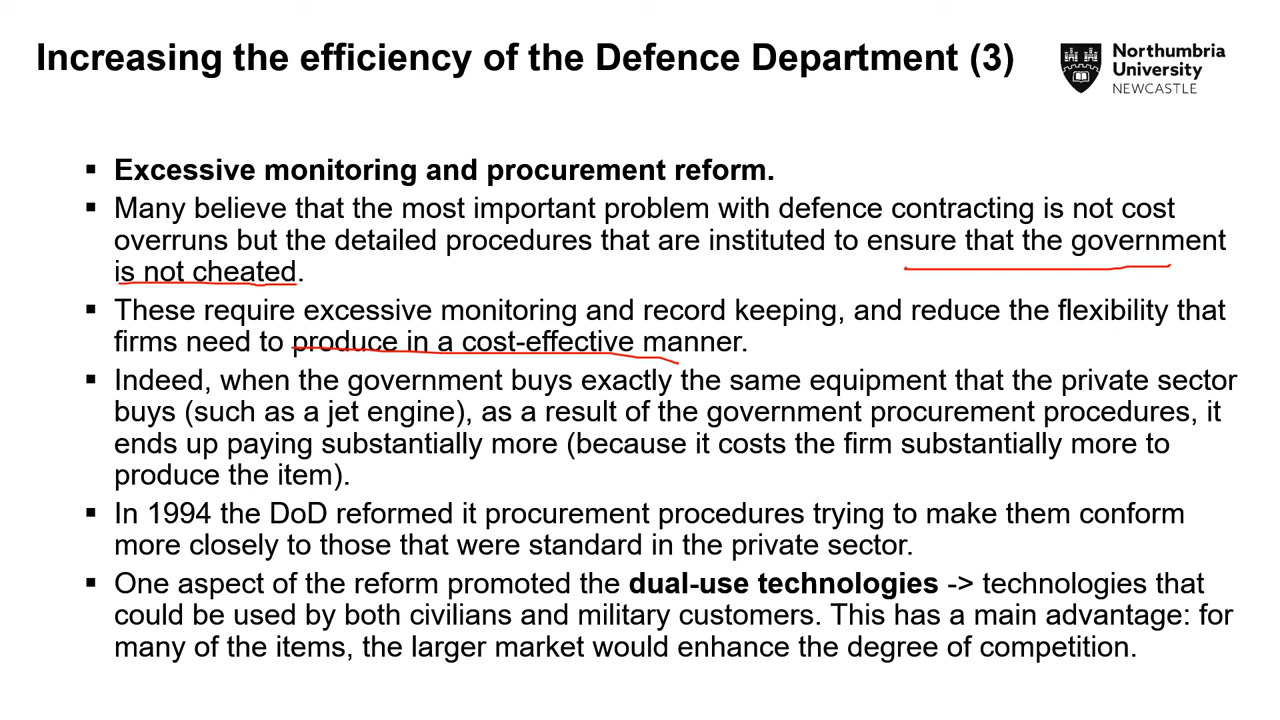 Increasing the efficiency of the Defence Department (3)
Northumbria
University
NEWCASTLE
▪ Excessive monitoring and procurement reform.
▪ Many believe that the most important problem with defence contracting is not cost
overruns but the detailed procedures that are instituted to ensure that the government
is not cheated.
▪ These require excessive monitoring and record keeping, and reduce the flexibility that
firms need to produce in a cost-effective manner.
▪ Indeed, when the government buys exactly the same equipment that the private sector
buys (such as a jet engine), as a result of the government procurement procedures, it
ends up paying substantially more (because it costs the firm substantially more to
produce the item).
▪ In 1994 the DoD reformed it procurement procedures trying to make them conform
more closely to those that were standard in the private sector.
▪ One aspect of the reform promoted the dual-use technologies -> technologies that
could be used by both civilians and military customers. This has a main advantage: for
many of the items, the larger market would enhance the degree of competition.